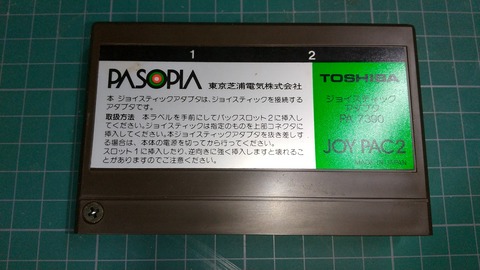 1 2
PASOPIA 東京芝浦電気株式会社
本 ジョイスティックアダプタは、ジョイスティックを接続する
アダプタです。
取扱方法 本ラベルを手前にしてパックスロット2に挿入
してください。ジョイスティックは指定のものを上部コネクタに
挿入してください。本ジョイスティックアダプタを抜き差し
する場合は、本体の電源を切ってから行ってください。
スロット1に挿入したり、逆向きに強く挿入しますと壊れるこ
とがありますのでご注意ください。
TOSHIBA
ジョイスティック
アダプタ
PA 7390
JOY PAC 2
MADE IN JAPAN